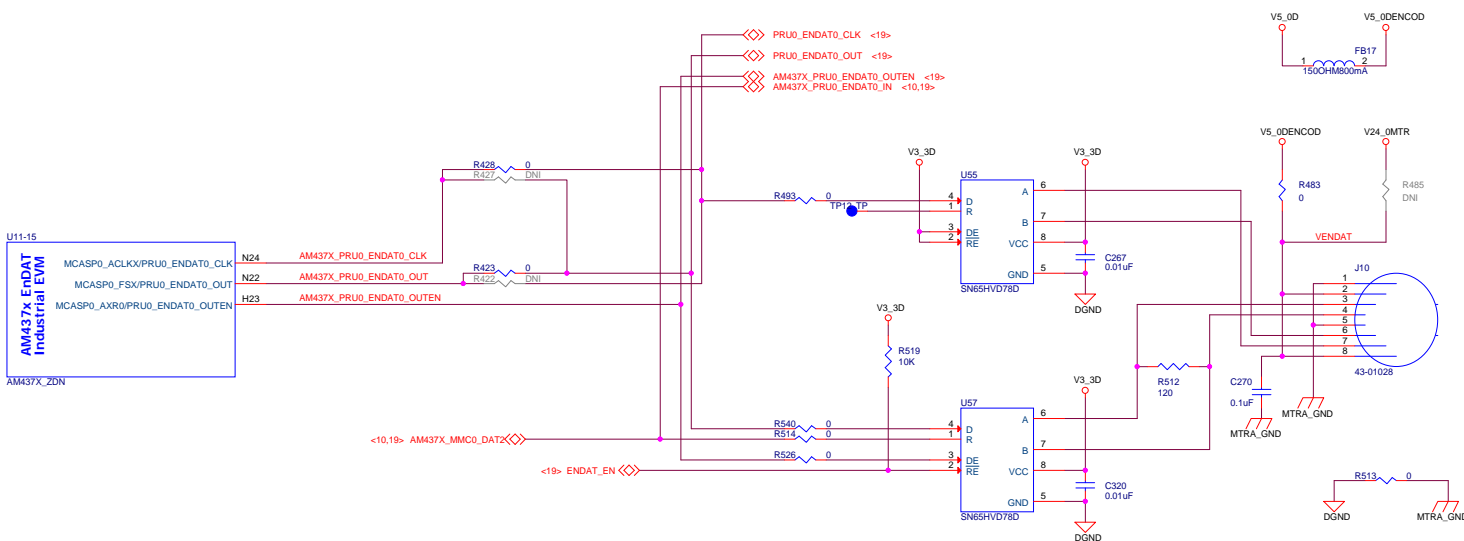 PRU0_ENDAT0_CLK <19>
PRU0_ENDAT0_OUT <19>
AM437X_PRU0_ENDAT0_OUTEN <19>
AM437X_PRU0_ENDAT0_IN <10,19>
V5_0D
V5_0DENCOD
FB17
1
2
150OHM800mA
V5_0DENCOD
V24_0MTR
R483
0
R485
DNI
VENDAT
R428 0
R427 DNI
R423 0
R422 DNI
U11-15
AM437x EnDAT
Industrial EVM
MCASP0_ACLKX/PRU0_ENDAT0_CLK
N24
AM437X_PRU0_ENDAT0_CLK
MCASP0_FSX/PRU0_ENDAT0_OUT
N22
AM437X_PRU0_ENDAT0_OUT
MCASP0_AXR0/PRU0_ENDAT0_OUTEN
H23
AM437X_PRU0_ENDAT0_OUTEN
AM437X_ZDN
V3_3D
V3_3D
U55
R493 0
TP12 TP
4 D
1 R
3 DE
2 RE
A 6
B 7
VCC 8
GND 5
SN65HVD78D
C267
0.01uF
DGND
V3_3D
R519
10K
V3_3D
U57
R540 0
R514 0
R526 0
<10,19> AM437X_MMC0_DAT2
<19> ENDAT_EN
4 D
1 R
3 DE
2 RE
A 6
B 7
VCC 8
GND 5
SN65HVD78D
C320
0.01uF
DGND
R512
120
J10
1
2
3
4
5
6
7
8
43-01028
C270
0.1uF
MTRA_GND
MTRA_GND
R513 0
DGND
MTRA_GND